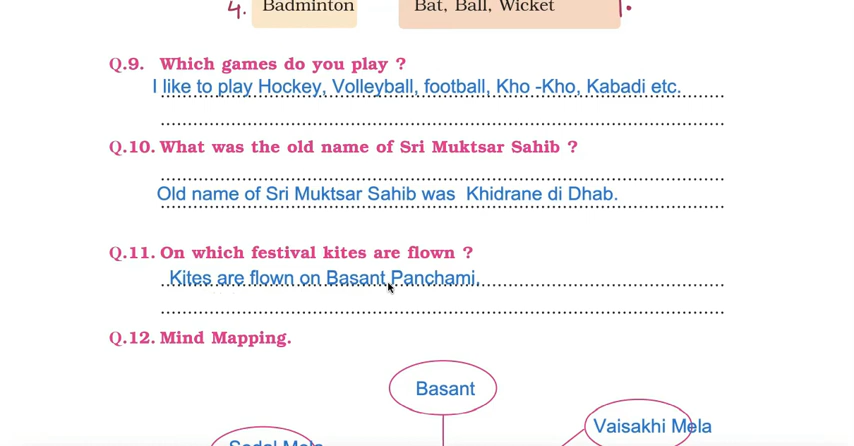 4. Badminton Bat, Ball, Wicket
Q.9. Which games do you play ?
I like to play Hockey, Volleyball, football, Kho -Kho, Kabadi etc.
Q.10. What was the old name of Sri Muktsar Sahib ?
Old name of Sri Muktsar Sahib was Khidrane di Dhab.
Q.11. On which festival kites are flown ?
Kites are flown on Basant Panchami.
Q.12. Mind Mapping.
Basant
Vaisakhi Mela
Sodal Mela